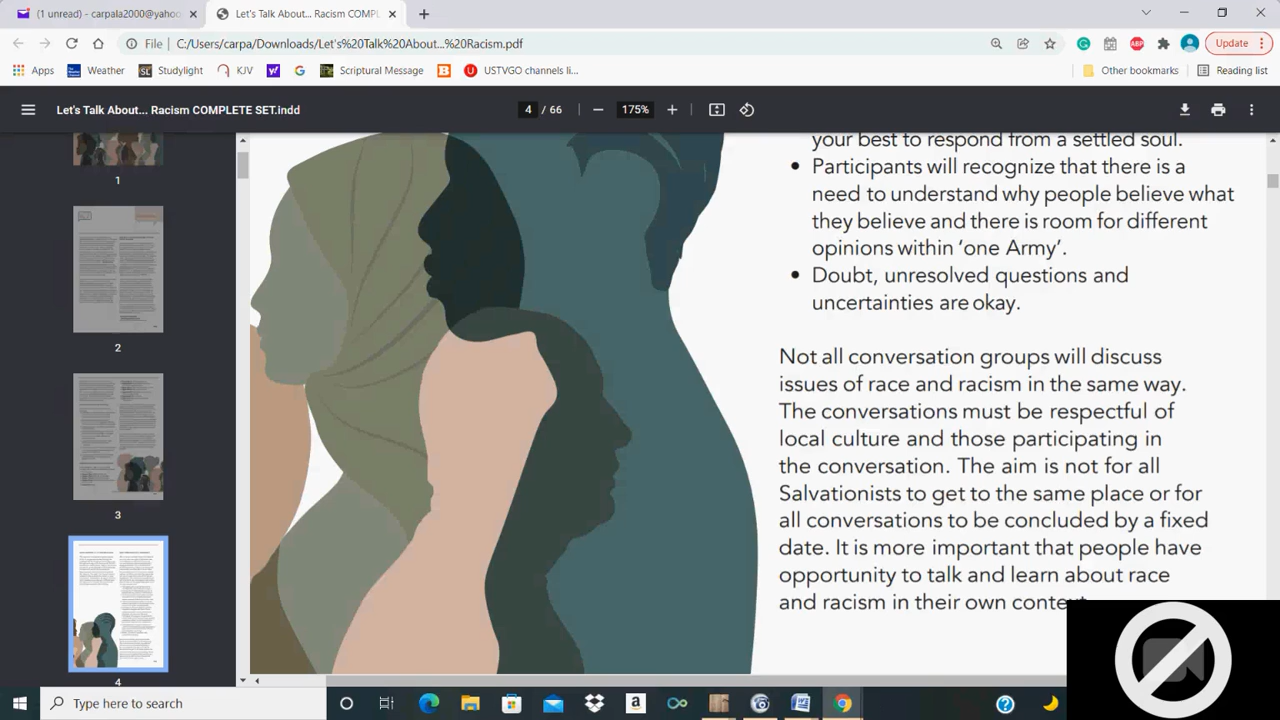 (1 unread) - carpala2000@yahoo
Let's Talk About... Racism COMPL
File
C:/Users/carpa/Downloads/Let's%20Talk%20About...%20Racism.pdf
Update
Apps
Weather
Studylight
KJV
Scriptural Message
USTVGO channels li...
Other bookmarks
Reading list
Let's Talk About... Racism COMPLETE SET.indd
4 / 66
175%
1
2
3
4
your best to respond from a settled soul.
• Participants will recognize that there is a
need to understand why people believe what
they believe and there is room for different
opinions within ‘one Army’.
• Doubt, unresolved questions and
uncertainties are okay.
Not all conversation groups will discuss
issues of race and racism in the same way.
The conversations must be respectful of
local culture and those participating in
the conversation. The aim is not for all
Salvationists to get to the same place or for
all conversations to be concluded by a fixed
date. It is more important that people have
opportunity to talk and learn about race
and racism in their own context
Type here to search